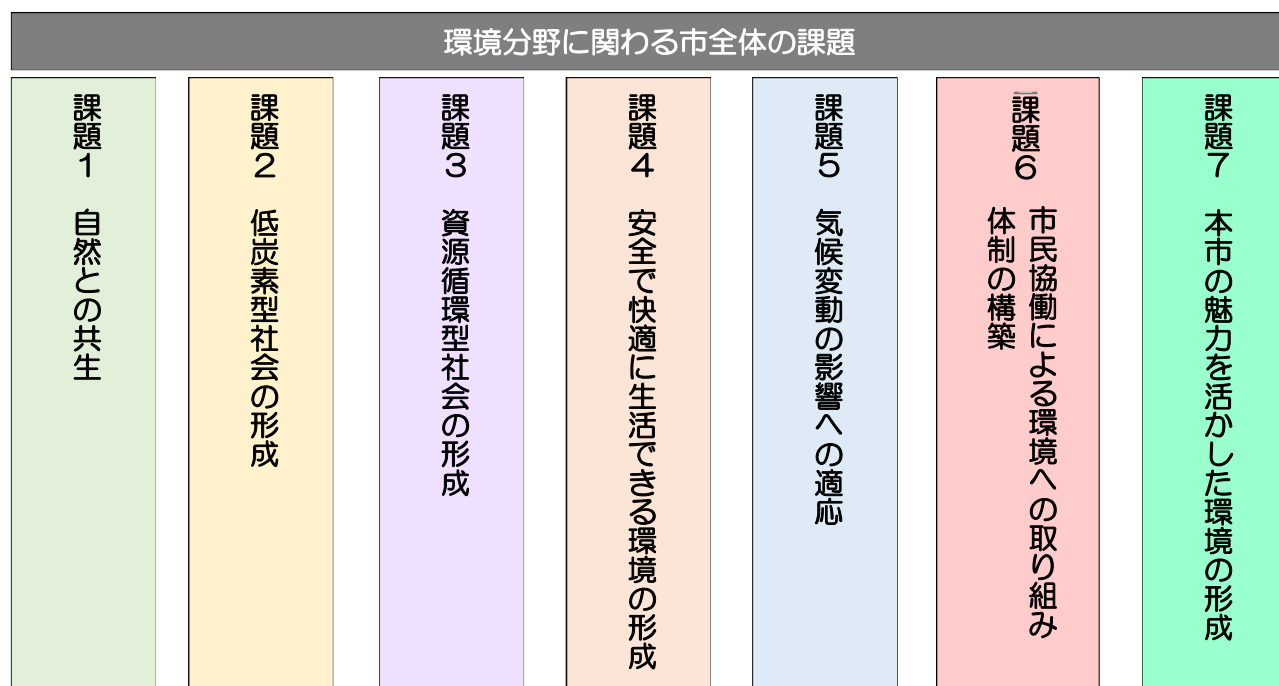 環境分野に関わる市全体の課題
課題１　自然との共生
課題２　低炭素型社会の形成
課題３　資源循環型社会の形成
課題４　安全で快適に生活できる環境の形成
課題５　気候変動の影響への適応
課題６　市民協働による環境への取り組み
体制の構築
課題７　本市の魅力を活かした環境の形成